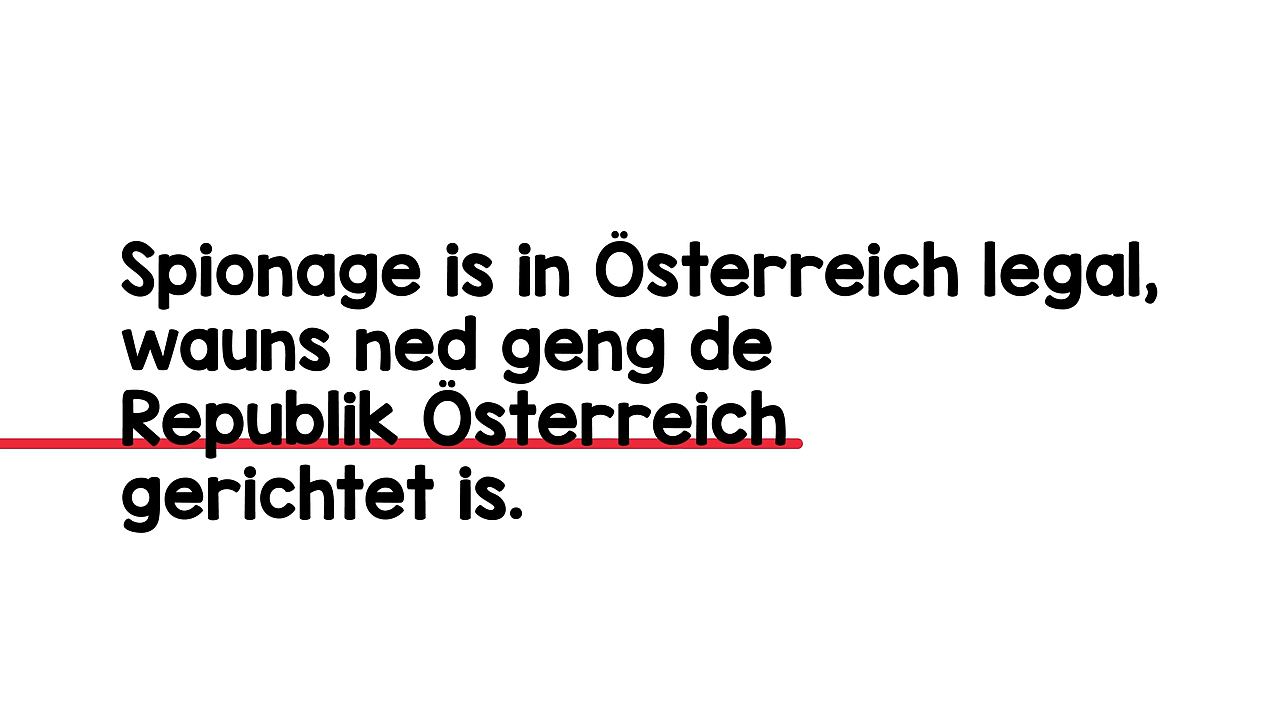 Spionage is in Österreich legal,
wauns ned geng de
Republik Österreich
gerichtet is.